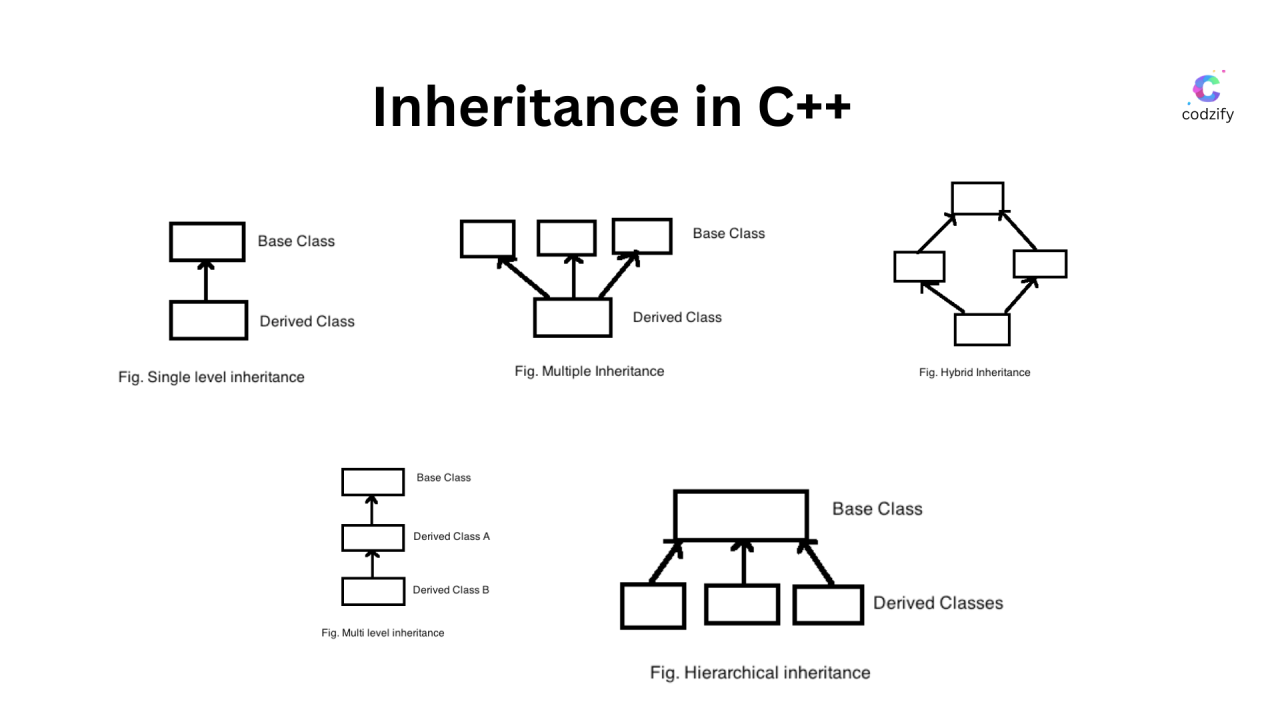 Inheritance in C++
codzify
Base Class
Derived Class
Fig. Single level inheritance
Base Class
Derived Class
Fig. Multiple Inheritance
Fig. Hybrid Inheritance
Base Class
Derived Class A
Derived Class B
Fig. Multi level inheritance
Base Class
Derived Classes
Fig. Hierarchical inheritance